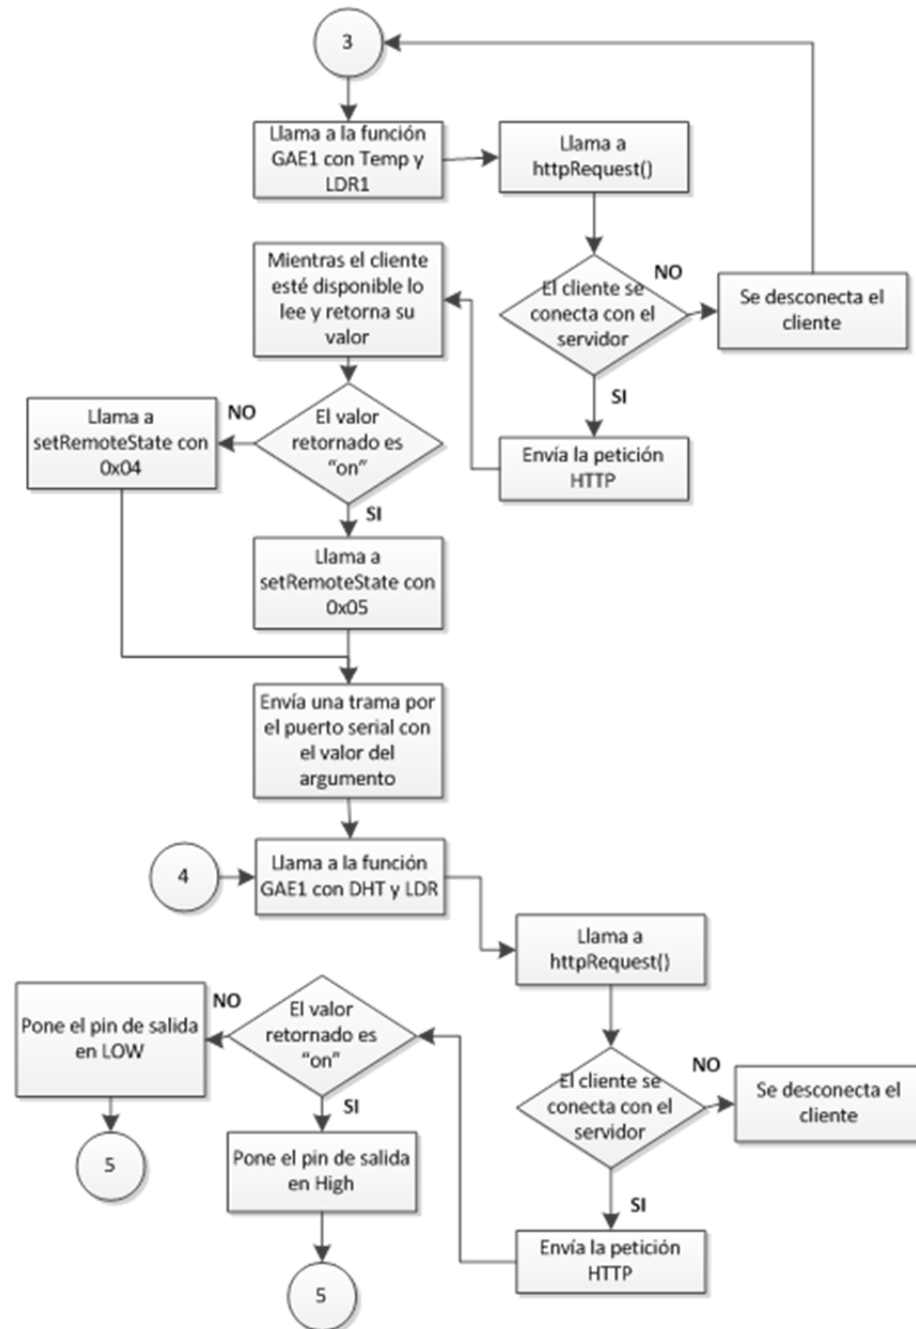 3
Llama a la función
GAE1 con Temp y
LDR1
Llama a
httpRequest()
Mientras el cliente
esté disponible lo
lee y retorna su
valor
NO
El cliente se
conecta con el
servidor
Se desconecta el
cliente
SI
Llama a
setRemoteState con
0x04
NO
El valor
retornado es
“on”
Envía la petición
HTTP
SI
Llama a
setRemoteState con
0x05
Envía una trama por
el puerto serial con
el valor del
argumento
4
Llama a la función
GAE1 con DHT y LDR
Llama a
httpRequest()
Pone el pin de salida
en LOW
NO
El valor
retornado es
“on”
NO
El cliente se
conecta con el
servidor
Se desconecta el
cliente
SI
5
Pone el pin de salida
en High
SI
Envía la petición
HTTP
5